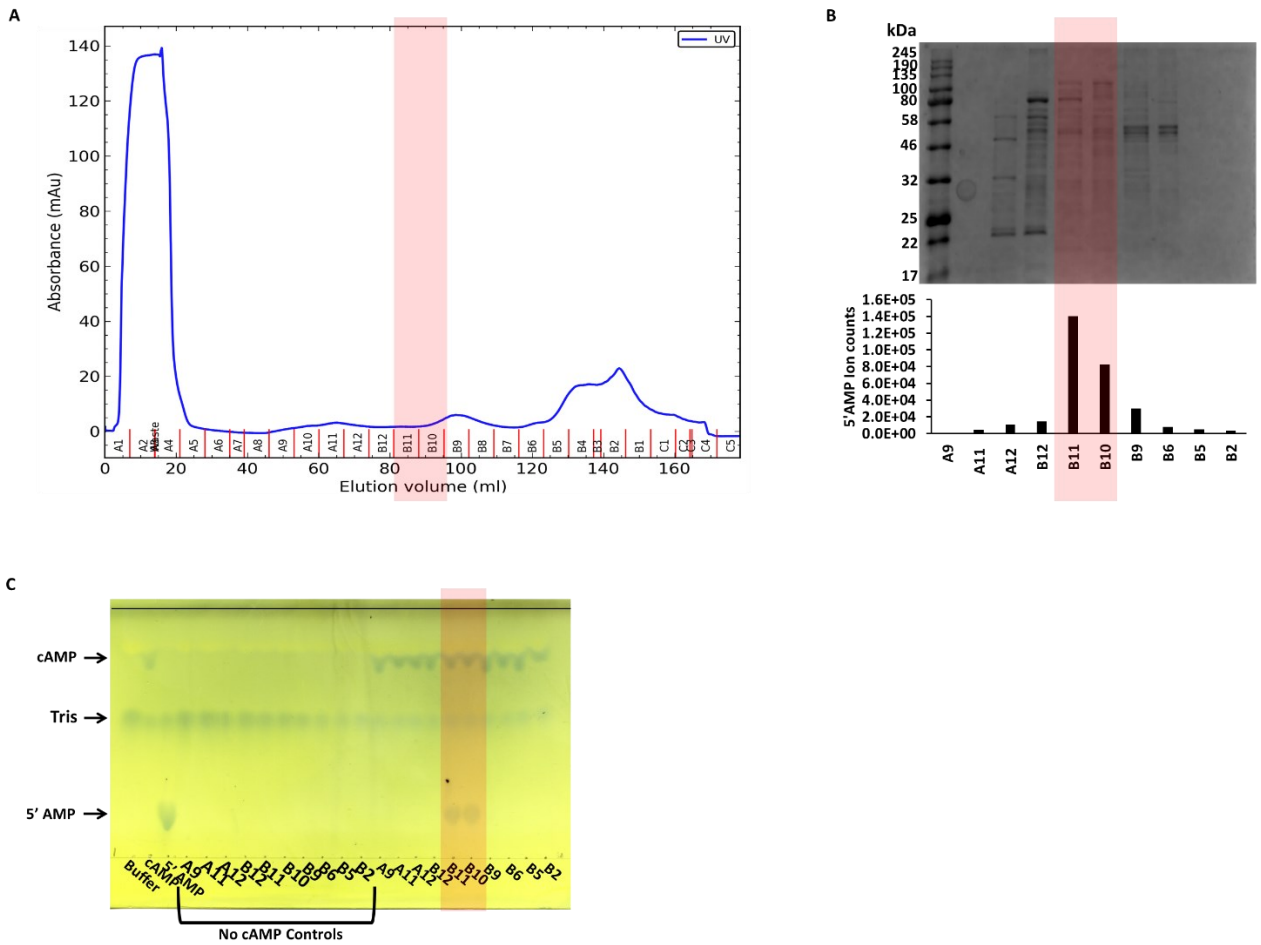 A
UV
140
120
100
80
60
40
20
0
Absorbance (mAu)
A1 A2 Waste A4 A5 A6 A7 A8 A9 A10 A11 A12 B12 B11 B10 B9 B8 B7 B6 B5 B4 B3 B2 B1 C1 C2 C3 C4 C5
0 20 40 60 80 100 120 140 160
Elution volume (ml)
B
kDa
245
190
135
100
80
58
46
32
25
22
17
5'AMP Ion counts
1.6E+05
1.4E+05
1.2E+05
1.0E+05
8.0E+04
6.0E+04
4.0E+04
2.0E+04
0.0E+00
A9 A11 A12 B12 B11 B10 B9 B6 B5 B2
C
cAMP
Tris
5' AMP
Buffer cAMP 5' AMP A9 A11 A12 B12 B11 B10 B9 B6 B5 B2 A9 A11 A12 B12 B11 B10 B9 B6 B5 B2
No cAMP Controls